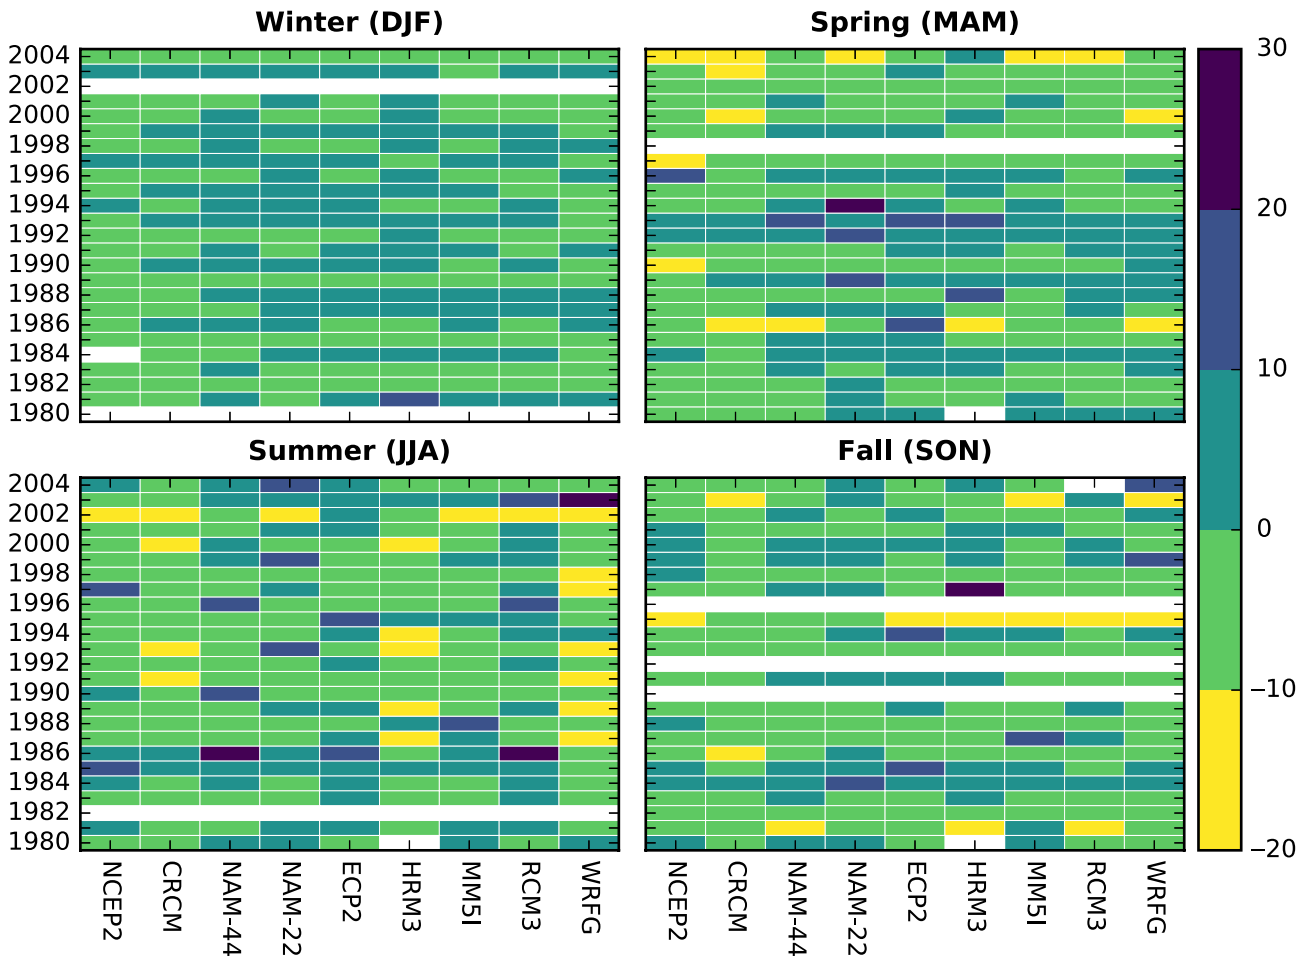 Winter (DJF)
Spring (MAM)
2004
2002
2000
1998
1996
1994
1992
1990
1988
1986
1984
1982
1980
30
20
10
0
−10
−20
Summer (JJA)
Fall (SON)
2004
2002
2000
1998
1996
1994
1992
1990
1988
1986
1984
1982
1980
NCEP2
CRCM
NAM-44
NAM-22
ECP2
HRM3
MM5I
RCM3
WRFG
NCEP2
CRCM
NAM-44
NAM-22
ECP2
HRM3
MM5I
RCM3
WRFG